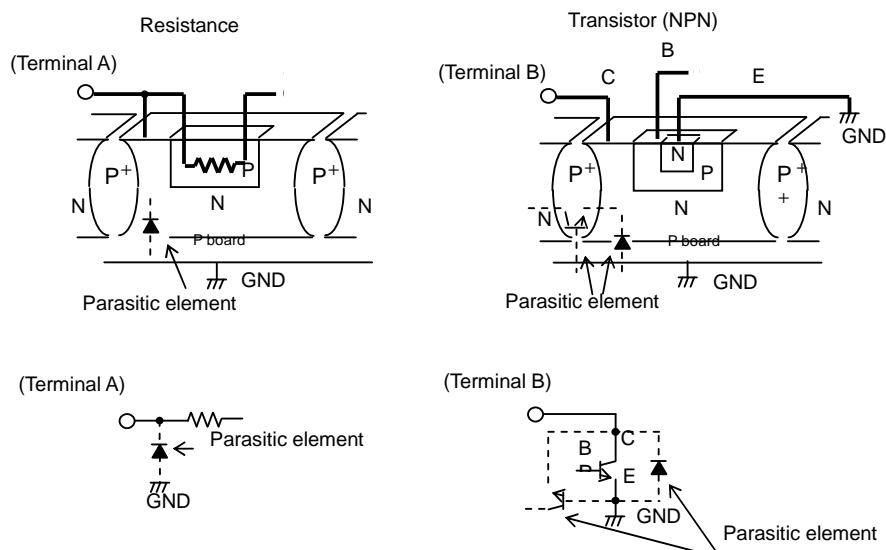 Resistance
(Terminal A)
P+
P
P+
N
N
N
P board
GND
Parasitic element
Transistor (NPN)
B
(Terminal B)
C
E
GND
P+
N
P
P+
+
N
N
N
P board
GND
Parasitic element
(Terminal A)
Parasitic element
GND
(Terminal B)
C
B
E
GND
Parasitic element